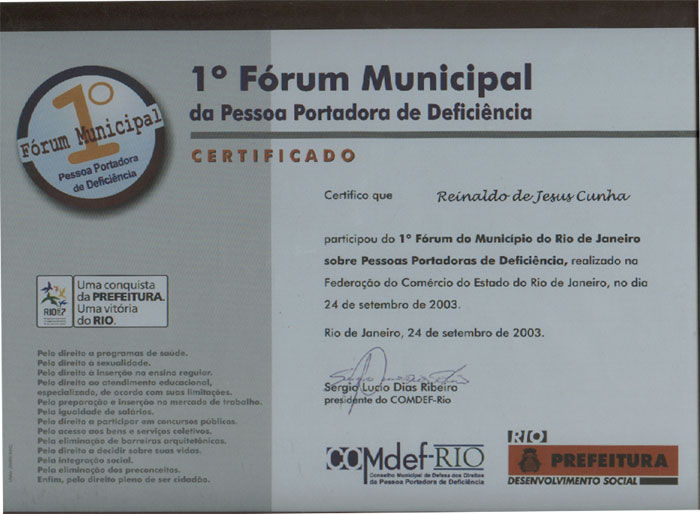 1º Fórum Municipal
da Pessoa Portadora de Deficiência
CERTIFICADO
1º
Fórum Municipal
Pessoa Portadora
de Deficiência
Certifico que Reinaldo de Jesus Cunha
participou do 1º Fórum do Município do Rio de Janeiro
sobre Pessoas Portadoras de Deficiência, realizado na
Federação do Comércio do Estado do Rio de Janeiro, no dia
24 de setembro de 2003.
Rio de Janeiro, 24 de setembro de 2003.
Sérgio Lucio Dias Ribeiro
presidente do COMDEF-Rio
Uma conquista
da PREFEITURA.
Uma vitória
do RIO.
Pelo direito a programas de saúde.
Pelo direito à sexualidade.
Pelo direito à inserção no ensino regular.
Pelo direito ao atendimento educacional,
especializado, de acordo com suas limitações.
Pela preparação e inserção no mercado de trabalho.
Pela igualdade de salários.
Pelo direito a participar em concursos públicos.
Pelo acesso aos bens e serviços coletivos.
Pela eliminação de barreiras arquitetônicas.
Pelo direito a decidir sobre suas vidas.
Pela integração social.
Pela eliminação dos preconceitos.
Enfim, pelo direito pleno de ser cidadão.
COMdef-RIO
Conselho Municipal de Defesa dos Direitos
da Pessoa Portadora de Deficiência
RIO
PREFEITURA
DESENVOLVIMENTO SOCIAL